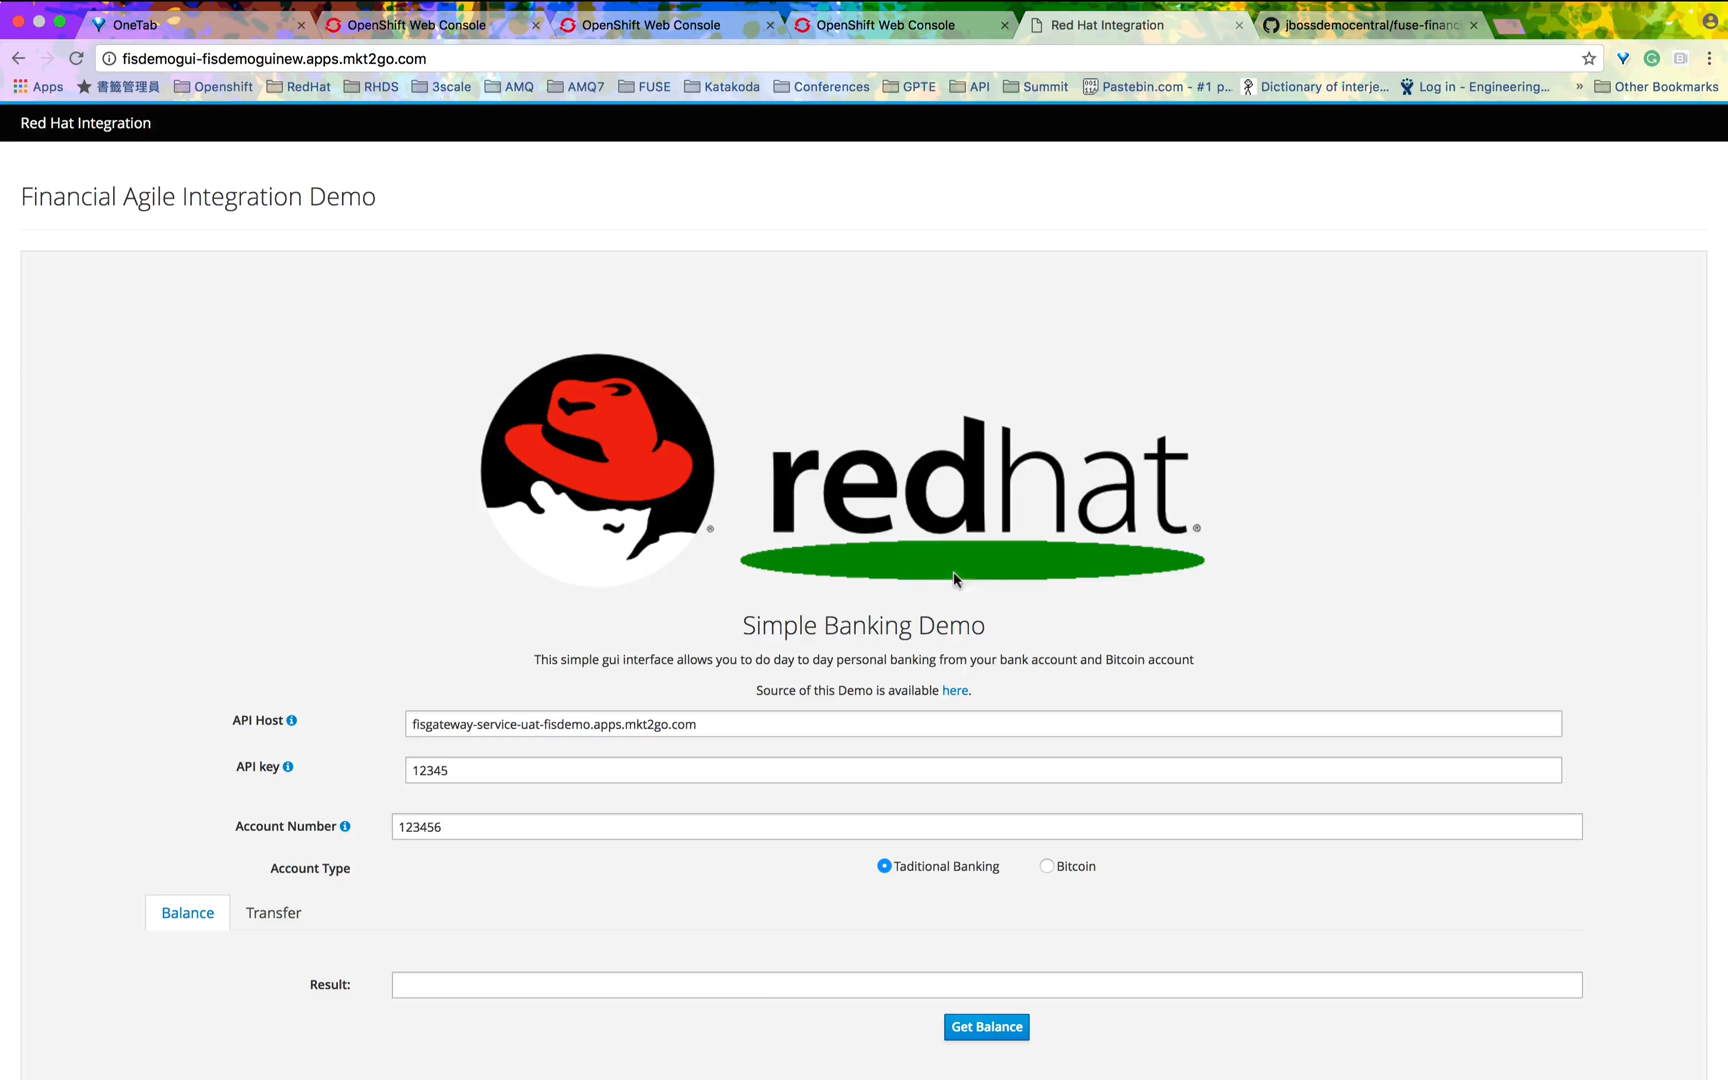 OneTab
OpenShift Web Console
OpenShift Web Console
OpenShift Web Console
Red Hat Integration
jbossdemocentral/fuse-financi
fisdemogui-fisdemoguinew.apps.mkt2go.com
Apps
書籤管理員
Openshift
RedHat
RHDS
3scale
AMQ
AMQ7
FUSE
Katakoda
Conferences
GPTE
API
Summit
Pastebin.com - #1 p...
Dictionary of interje...
Log in - Engineering...
»
Other Bookmarks
Red Hat Integration
Financial Agile Integration Demo
redhat®
Simple Banking Demo
This simple gui interface allows you to do day to day personal banking from your bank account and Bitcoin account
Source of this Demo is available here.
API Host
fisgateway-service-uat-fisdemo.apps.mkt2go.com
API key
12345
Account Number
123456
Account Type
Taditional Banking
Bitcoin
Balance
Transfer
Result:
Get Balance